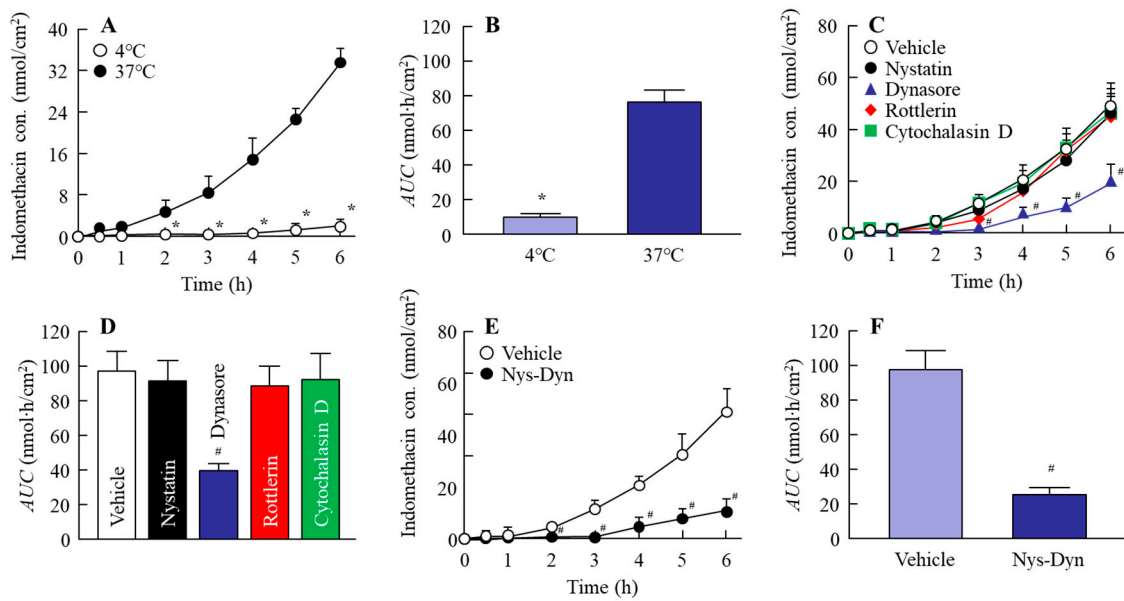 A
Indomethacin con. (nmol/cm²)
40
32
24
16
8
0
4°C
37°C
* * * * *
0 1 2 3 4 5 6
Time (h)
B
AUC (nmol·h/cm²)
120
100
80
60
40
20
0
*
4°C 37°C
C
Indomethacin con. (nmol/cm²)
80
60
40
20
0
Vehicle
Nystatin
Dynasore
Rottlerin
Cytochalasin D
# # # #
0 1 2 3 4 5 6
Time (h)
D
AUC (nmol·h/cm²)
120
100
80
60
40
20
0
Vehicle
Nystatin
#
Dynasore
Rottlerin
Cytochalasin D
E
Indomethacin con. (nmol/cm²)
80
60
40
20
0
Vehicle
Nys-Dyn
# # # # #
0 1 2 3 4 5 6
Time (h)
F
AUC (nmol·h/cm²)
120
100
80
60
40
20
0
#
Vehicle Nys-Dyn